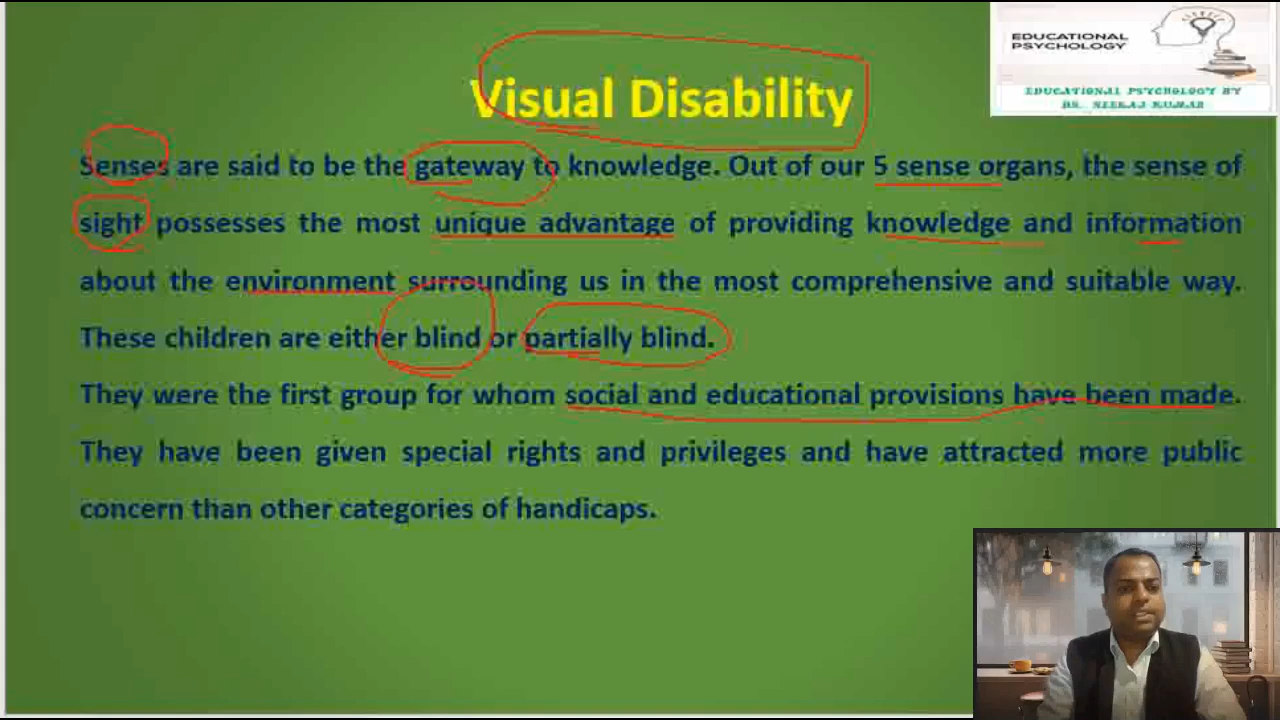 EDUCATIONAL
PSYCHOLOGY
EDUCATIONAL PSYCHOLOGY BY
DR. NEERAJ KUMAR
Visual Disability
Senses are said to be the gateway to knowledge. Out of our 5 sense organs, the sense of
sight possesses the most unique advantage of providing knowledge and information
about the environment surrounding us in the most comprehensive and suitable way.
These children are either blind or partially blind.
They were the first group for whom social and educational provisions have been made.
They have been given special rights and privileges and have attracted more public
concern than other categories of handicaps.